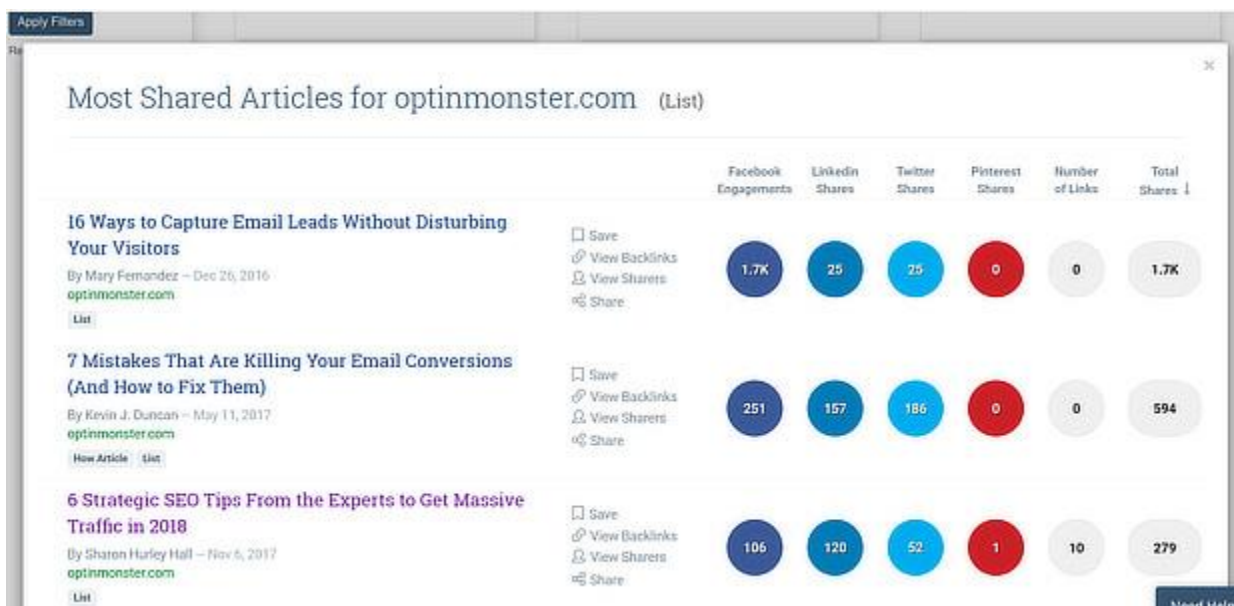 Apply Filters
Most Shared Articles for optinmonster.com (List)
Facebook Linkedin Twitter Pinterest Number Total
Engagements Shares Shares Shares of Links Shares ↓
16 Ways to Capture Email Leads Without Disturbing
Your Visitors
By Mary Fernandez – Dec 26, 2016
optinmonster.com
List
Save
View Backlinks
View Sharers
Share
1.7K 25 25 0 0 1.7K
7 Mistakes That Are Killing Your Email Conversions
(And How to Fix Them)
By Kevin J. Duncan – May 11, 2017
optinmonster.com
How Article List
Save
View Backlinks
View Sharers
Share
251 157 186 0 0 594
6 Strategic SEO Tips From the Experts to Get Massive
Traffic in 2018
By Sharon Hurley Hall – Nov 6, 2017
optinmonster.com
List
Save
View Backlinks
View Sharers
Share
106 120 52 1 10 279
Need Help